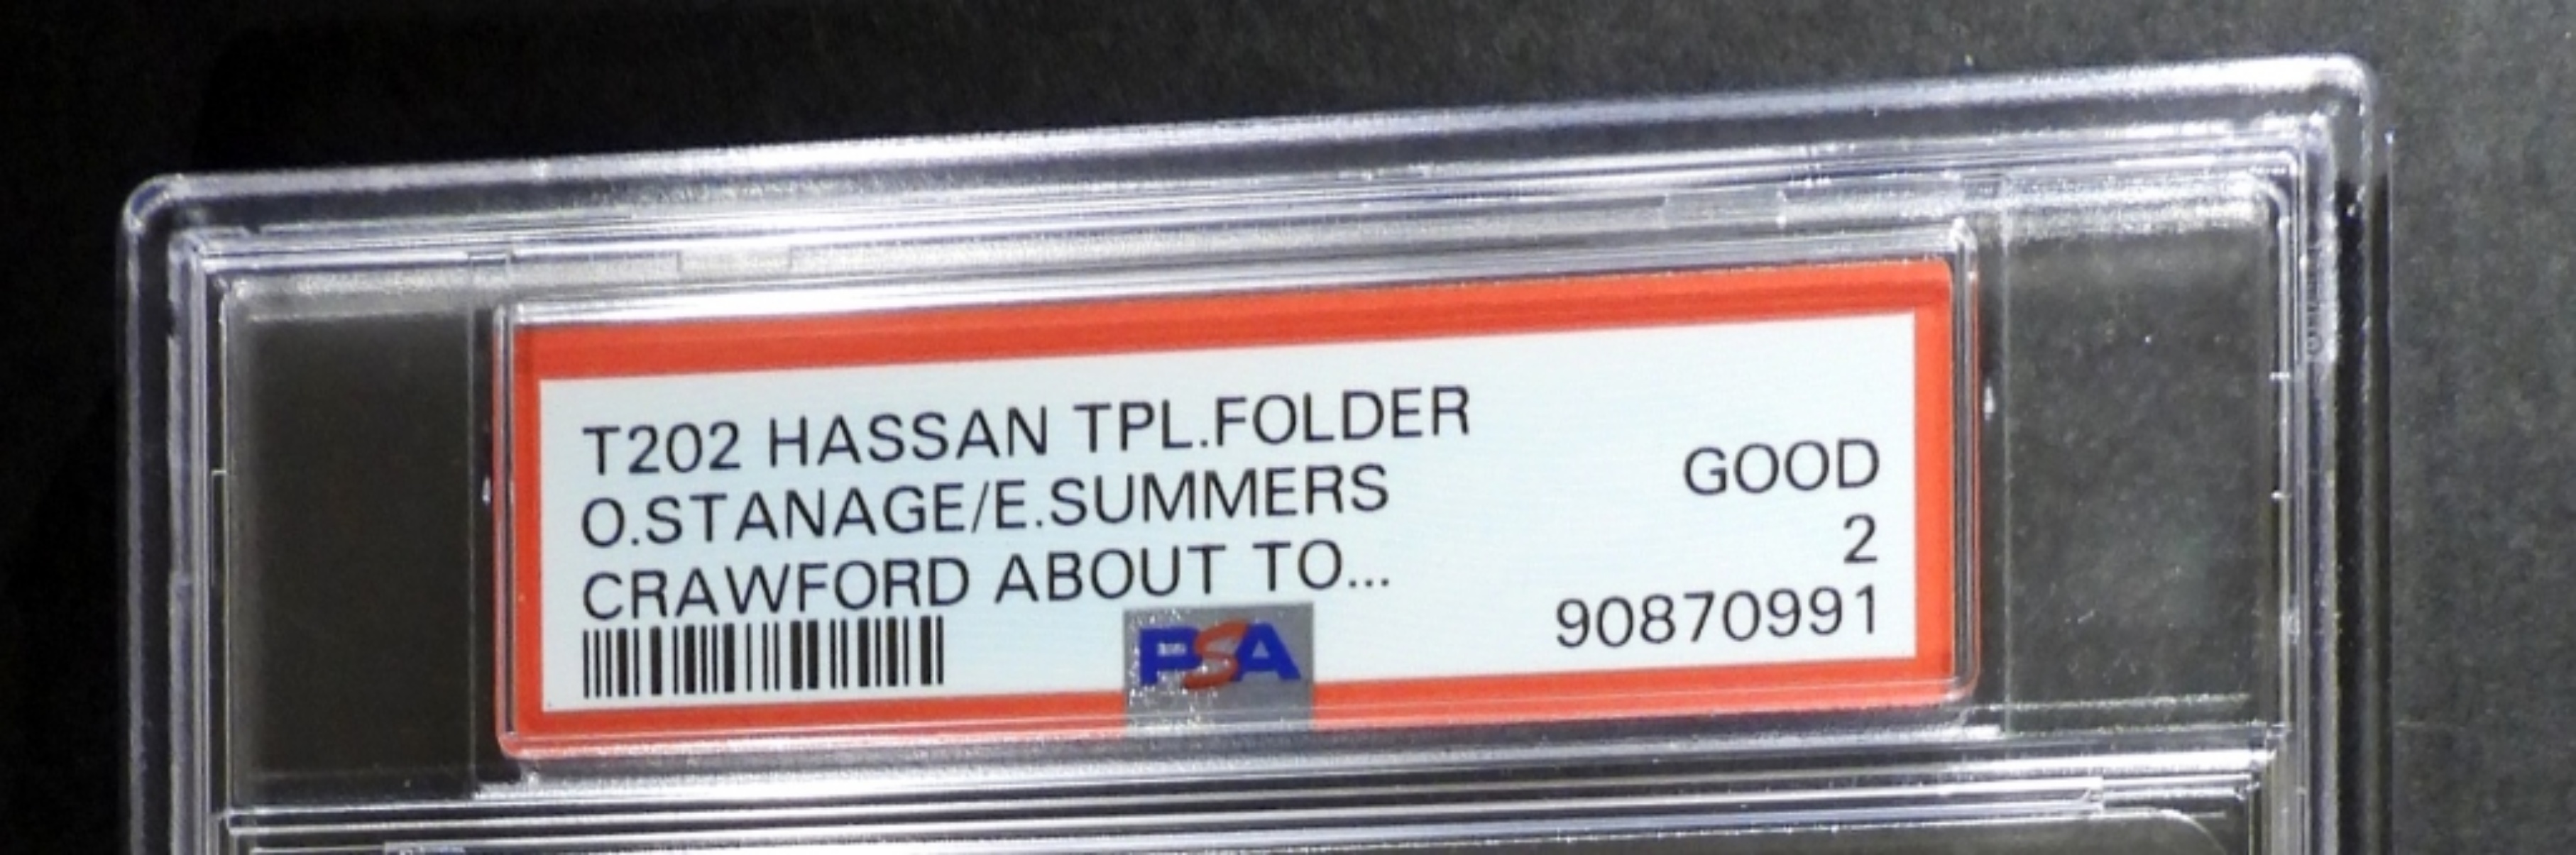 T202 HASSAN TPL.FOLDER
O.STANAGE/E.SUMMERS
CRAWFORD ABOUT TO...
GOOD
2
90870991
PSA